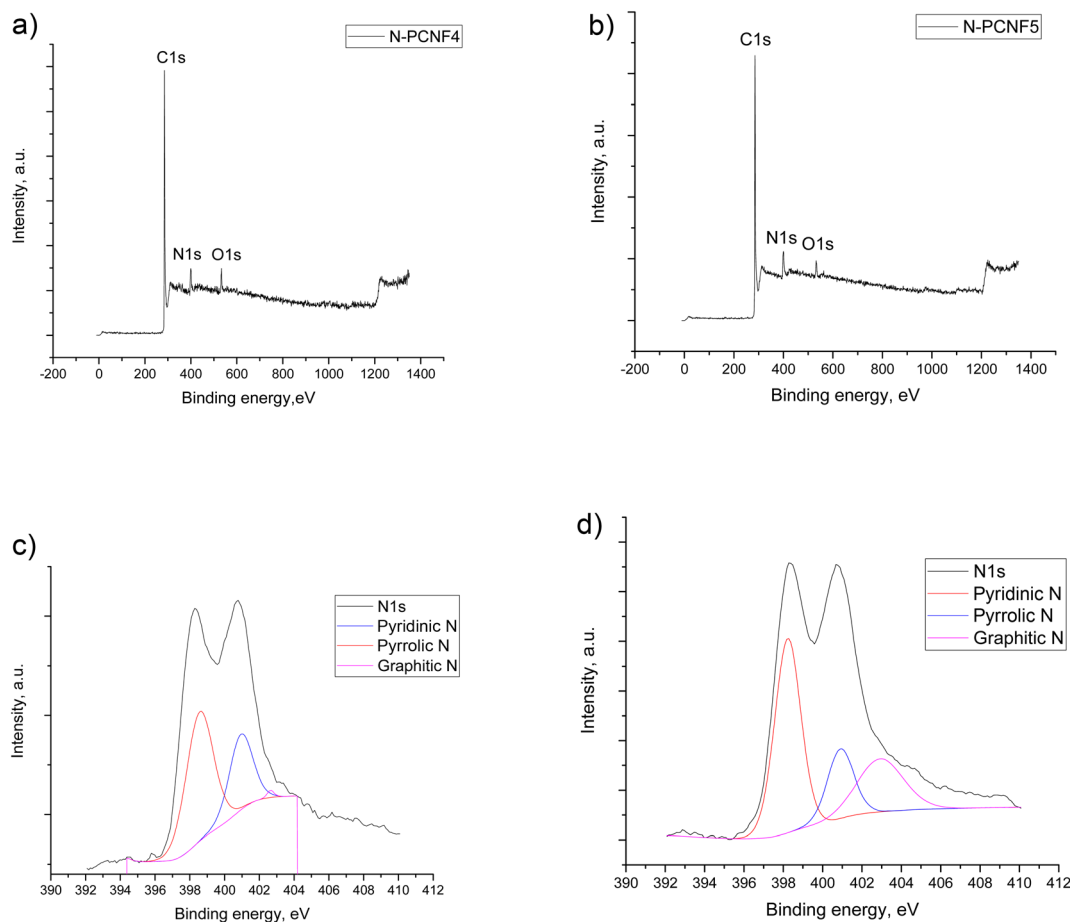 a)
N-PCNF4
C1s
N1s
O1s
Intensity, a.u.
-200 0 200 400 600 800 1000 1200 1400
Binding energy,eV
b)
N-PCNF5
C1s
N1s
O1s
Intensity, a.u.
-200 0 200 400 600 800 1000 1200 1400
Binding energy, eV
c)
N1s
Pyridinic N
Pyrrolic N
Graphitic N
Intensity, a.u.
390 392 394 396 398 400 402 404 406 408 410 412
Binding energy, eV
d)
N1s
Pyridinic N
Pyrrolic N
Graphitic N
Intensity, a.u.
390 392 394 396 398 400 402 404 406 408 410 412
Binding energy, eV